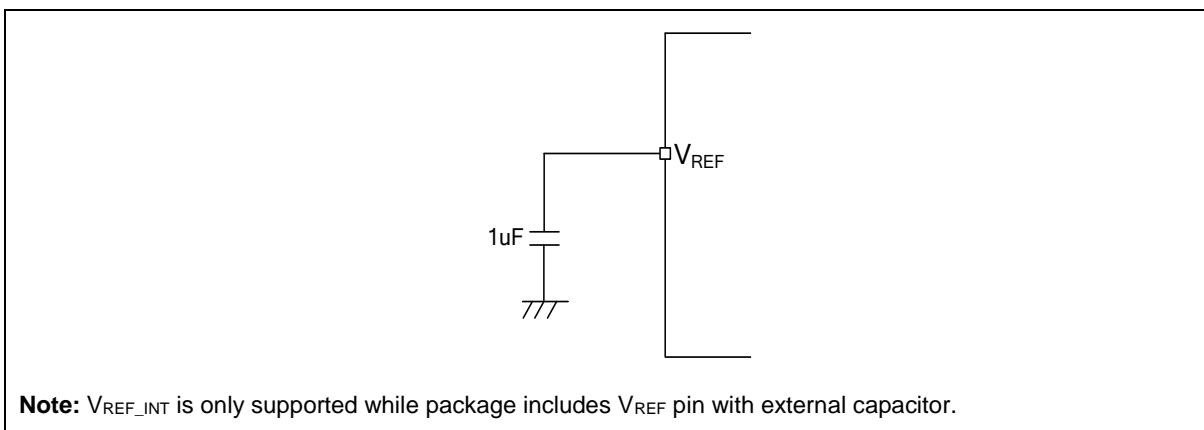 VREF
1uF
Note: VREF_INT is only supported while package includes VREF pin with external capacitor.